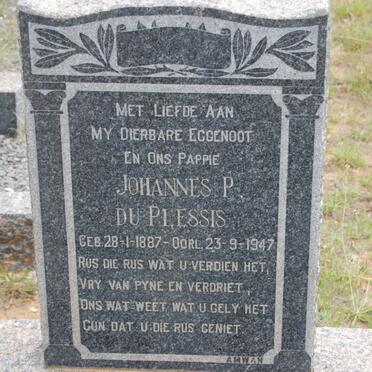 MET LIEFDE AAN
MY DIERBARE EGGENOOT
EN ONS PAPPIE
JOHANNES P.
DU PLESSIS
GEB. 28-1-1887-OORL. 23-9-1947
RUS DIE RUS WAT U VERDIEN HET,
VRY VAN PYNE EN VERDRIET,
ONS WAT WEET WAT U GELY HET
GUN DAT U DIE RUS GENIET.
AMWAN